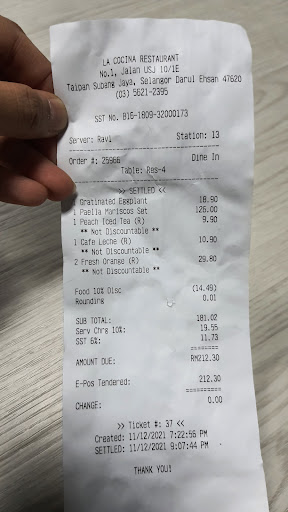 LA COCINA RESTAURANT
No.1, Jalan USJ 10/1E
Taipan Subang Jaya, Selangor Darul Ehsan 47620
(03) 5621-2395
SST No. B16-1809-32000173
Server: Ravi Station: 13
Order #: 25966 Dine In
Table: Res-4
>> SETTLED <<
Gratinated Eggplant 18.90
1 Paella Mariscos Set 126.00
1 Peach Iced Tea (R) 9.90
** Not Discountable **
1 Cafe Leche (R) 10.90
** Not Discountable **
2 Fresh Orange (R) 29.80
** Not Discountable **
Food 10% Disc (14.49)
Rounding 0.01
SUB TOTAL: 181.02
Serv Chrg 10%: 19.55
SST 6%: 11.73
========
AMOUNT DUE: RM212.30
E-Pos Tendered: 212.30
========
CHANGE: 0.00
>> Ticket #: 37 <<
Created: 11/12/2021 7:22:56 PM
SETTLED: 11/12/2021 9:07:44 PM
THANK YOU!